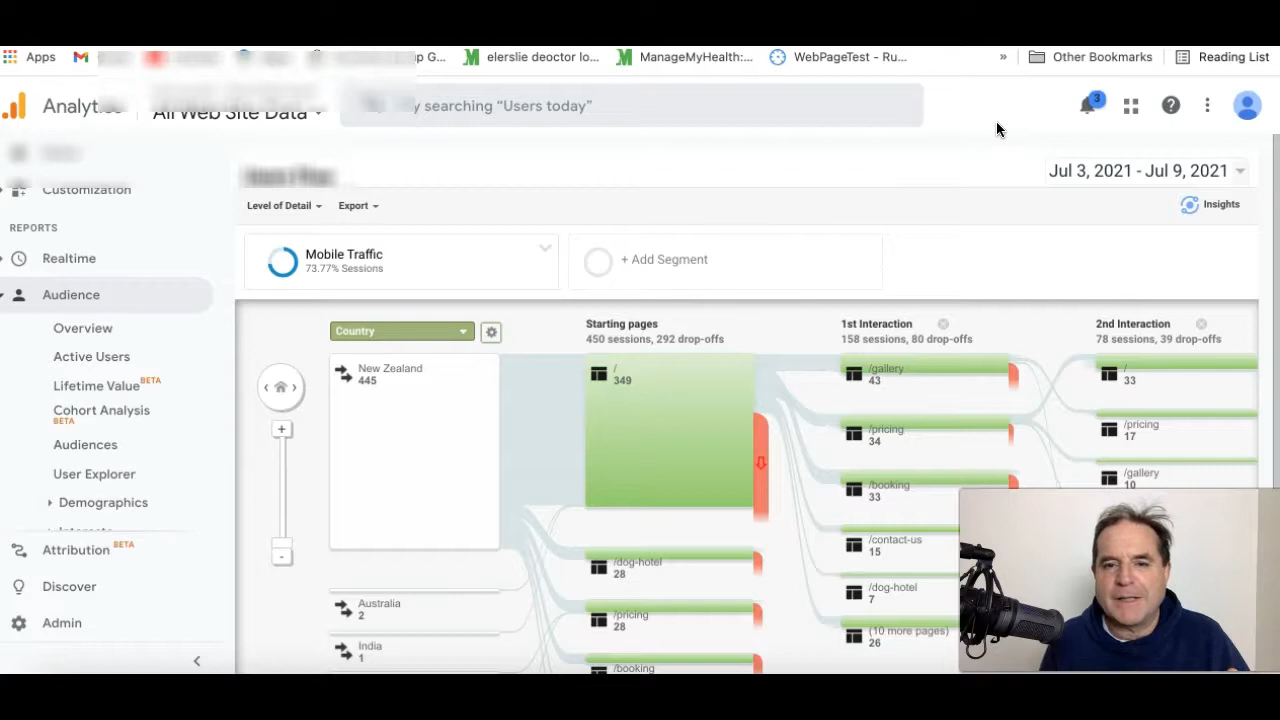 Apps
p G...
elerslie deoctor lo...
ManageMyHealth:...
WebPageTest - Ru...
»
Other Bookmarks
Reading List
All Web Site Data
searching “Users today”
3
Customization
Jul 3, 2021 - Jul 9, 2021
Level of Detail
Export
Insights
REPORTS
Realtime
Mobile Traffic
73.77% Sessions
+ Add Segment
Audience
Overview
Active Users
Lifetime Value BETA
Cohort Analysis
BETA
Audiences
User Explorer
Demographics
Attribution BETA
Discover
Admin
Country
New Zealand
445
Australia
2
India
1
+
-
Starting pages
450 sessions, 292 drop-offs
/
349
/dog-hotel
28
/pricing
28
/booking
1st Interaction
158 sessions, 80 drop-offs
/gallery
43
/pricing
34
/booking
33
/contact-us
15
/dog-hotel
7
(10 more pages)
26
2nd Interaction
78 sessions, 39 drop-offs
/
33
/pricing
17
/gallery
10